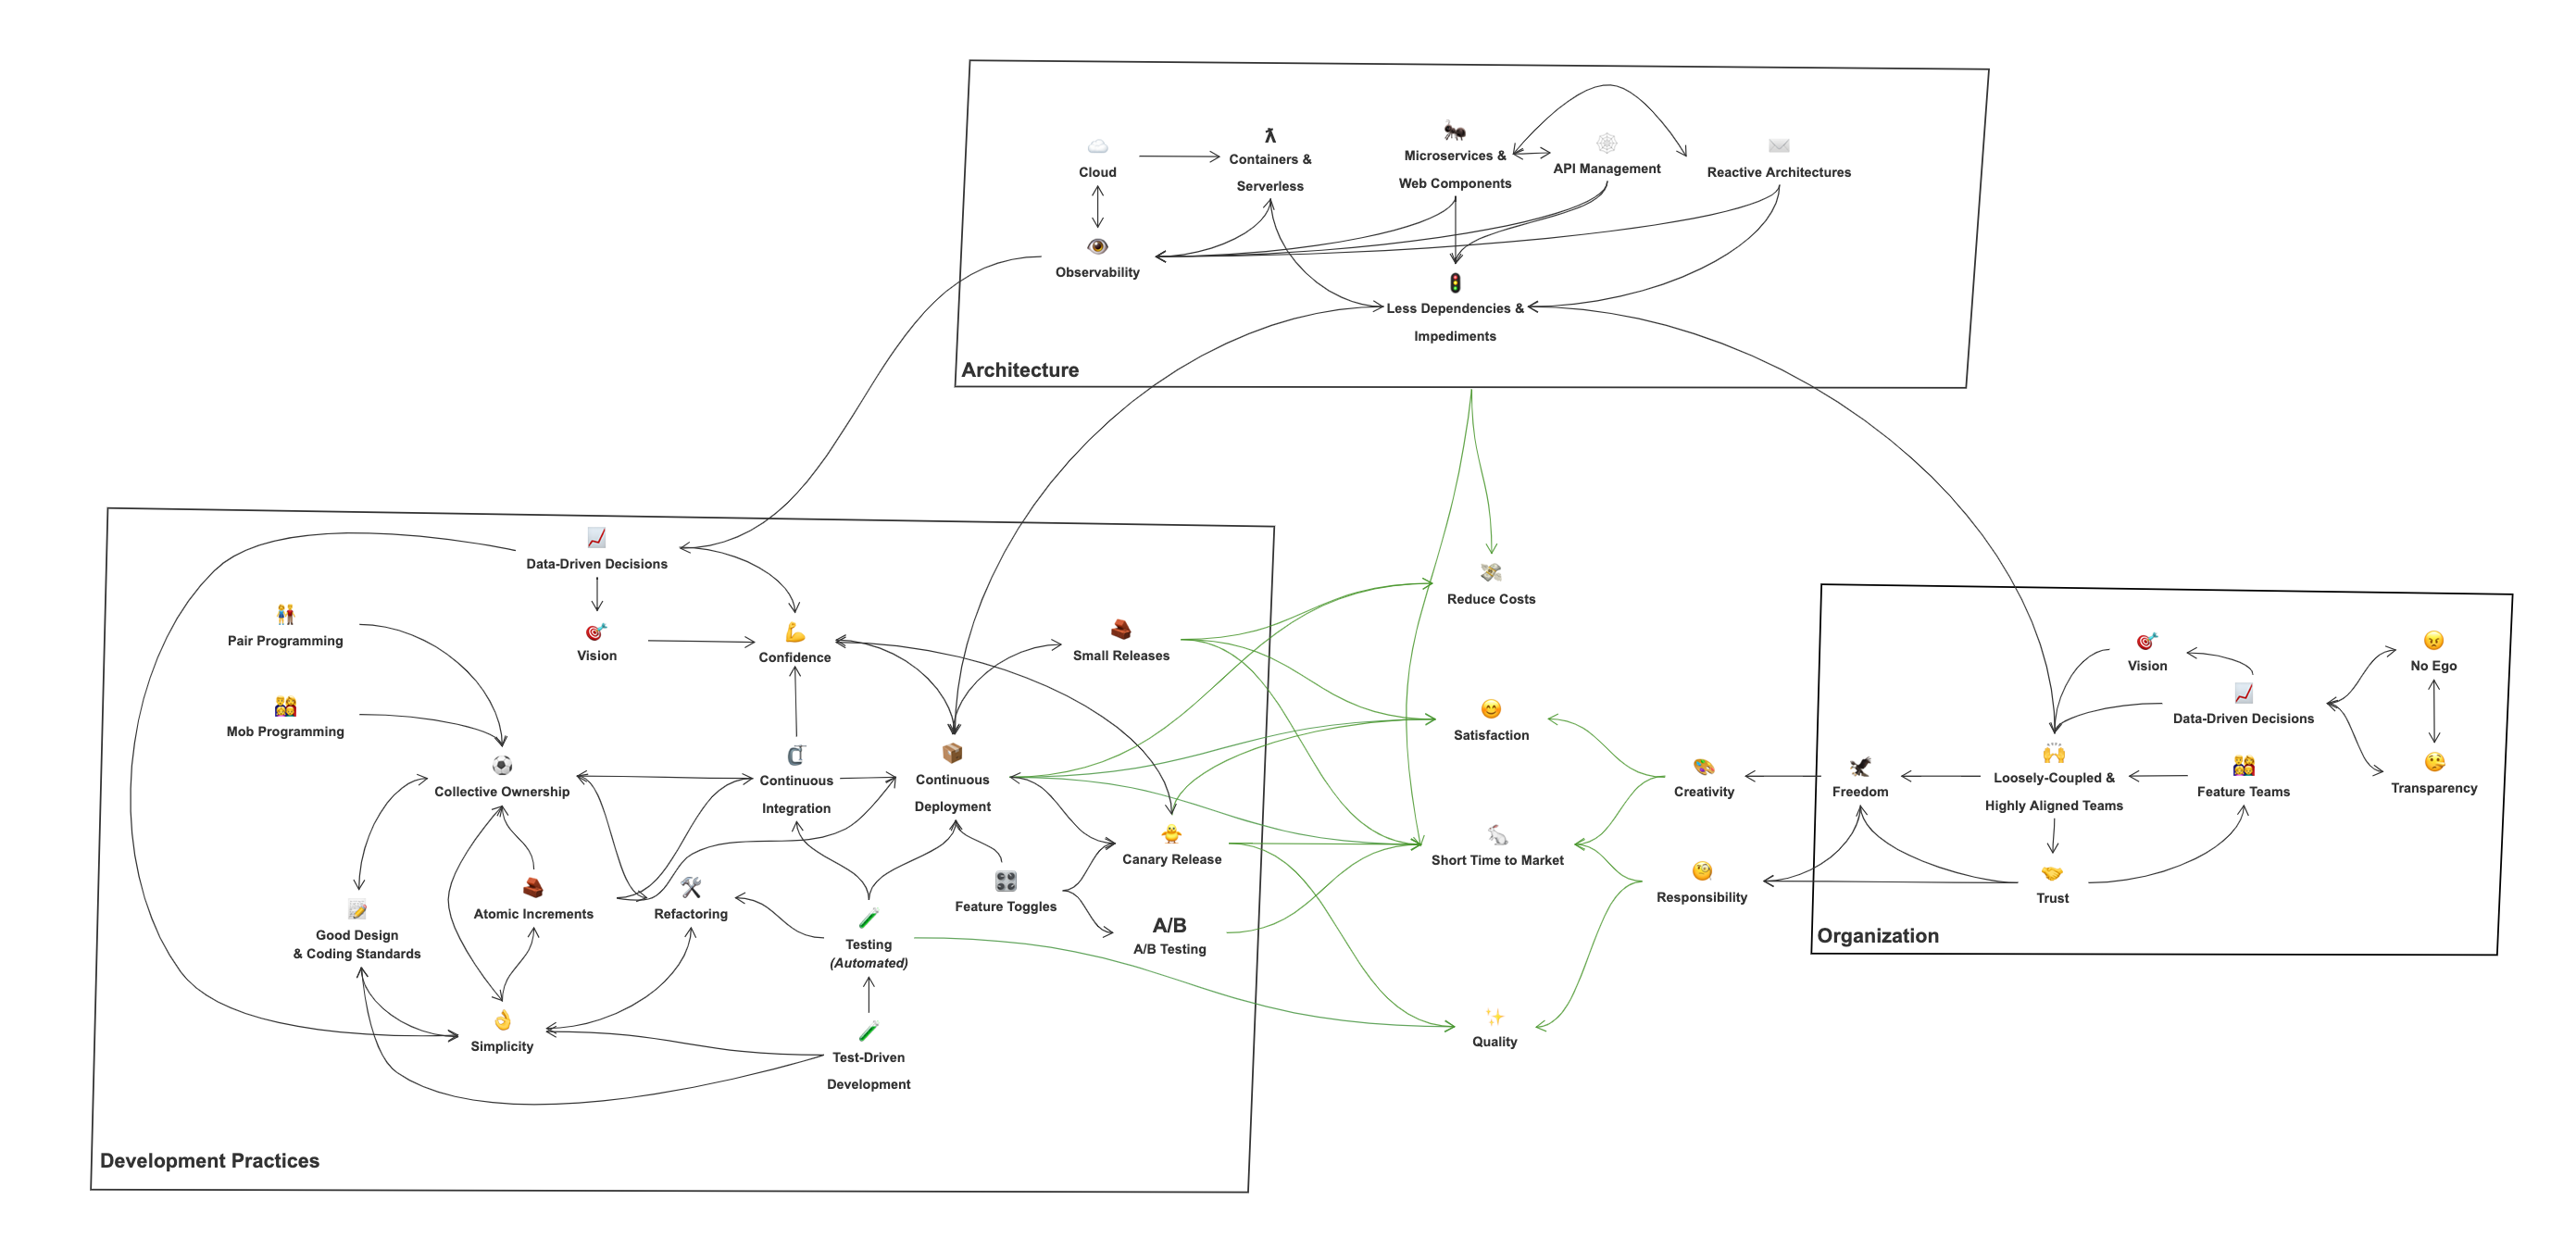 Cloud
Containers &
Serverless
Microservices &
Web Components
API Management
Reactive Architectures
Observability
Less Dependencies &
Impediments
Architecture
Data-Driven Decisions
Pair Programming
Vision
Confidence
Small Releases
Mob Programming
Collective Ownership
Continuous
Integration
Continuous
Deployment
Canary Release
Atomic Increments
Refactoring
Feature Toggles
Good Design
& Coding Standards
Testing
(Automated)
A/B
A/B Testing
Simplicity
Test-Driven
Development
Development Practices
Reduce Costs
Satisfaction
Short Time to Market
Quality
Creativity
Responsibility
Vision
No Ego
Data-Driven Decisions
Freedom
Loosely-Coupled &
Highly Aligned Teams
Feature Teams
Transparency
Trust
Organization